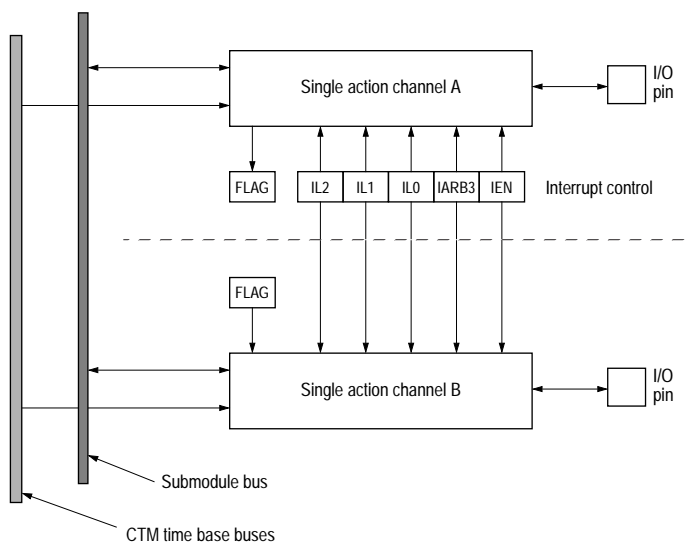 Single action channel A
I/O
pin
FLAG
IL2
IL1
IL0
IARB3
IEN
Interrupt control
FLAG
Single action channel B
I/O
pin
Submodule bus
CTM time base buses